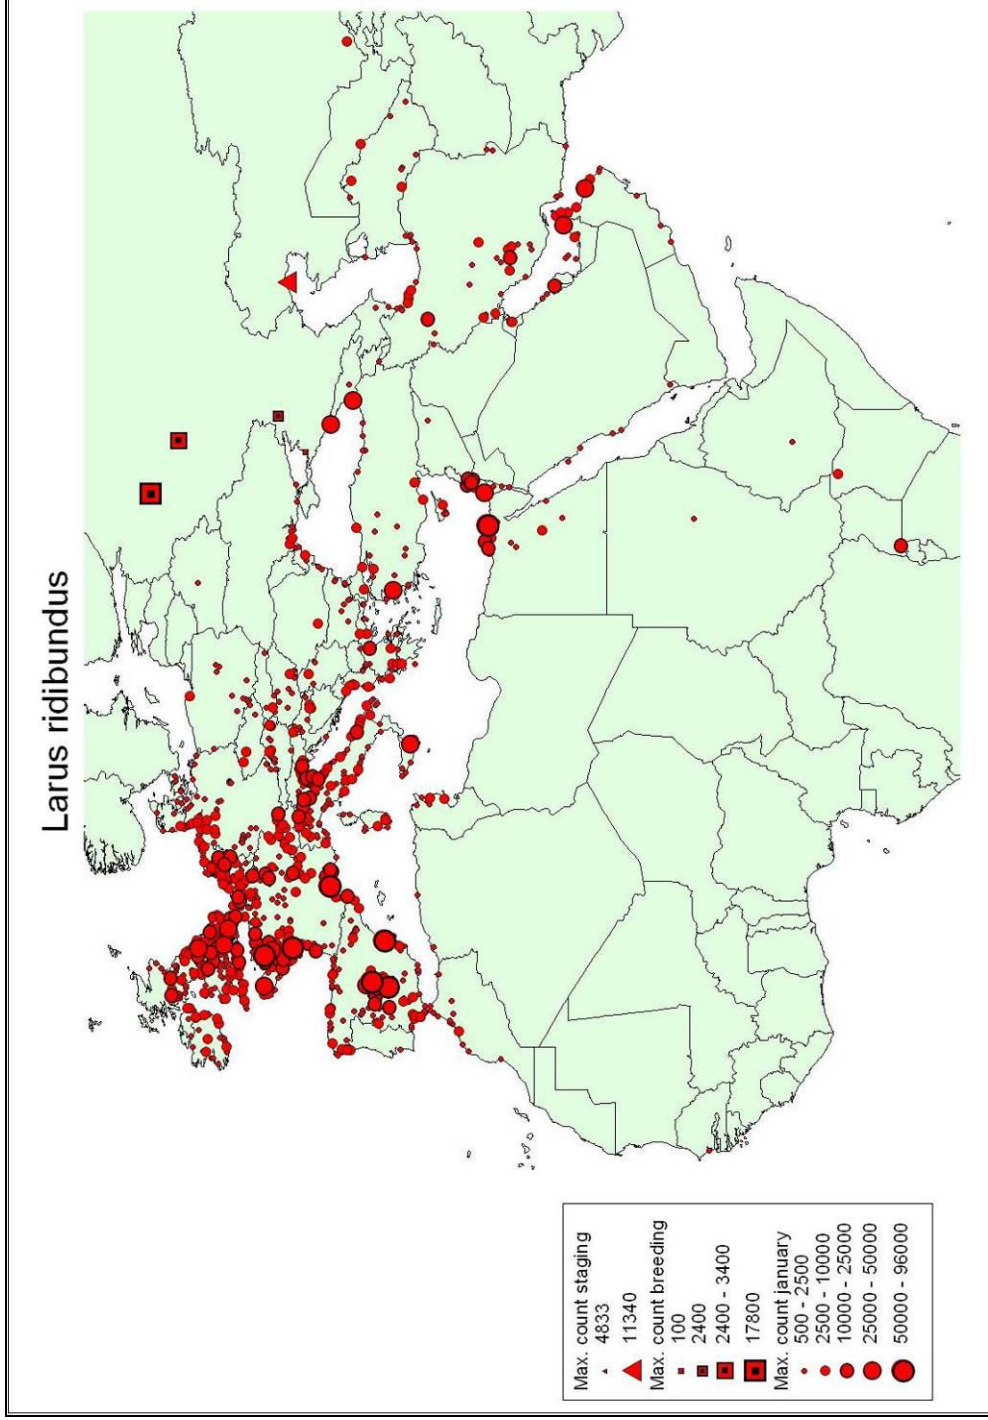 Larus ridibundus
Max. count staging
4833
11340
Max. count breeding
100
2400
2400 - 3400
17800
Max. count january
500 - 2500
2500 - 10000
10000 - 25000
25000 - 50000
50000 - 96000